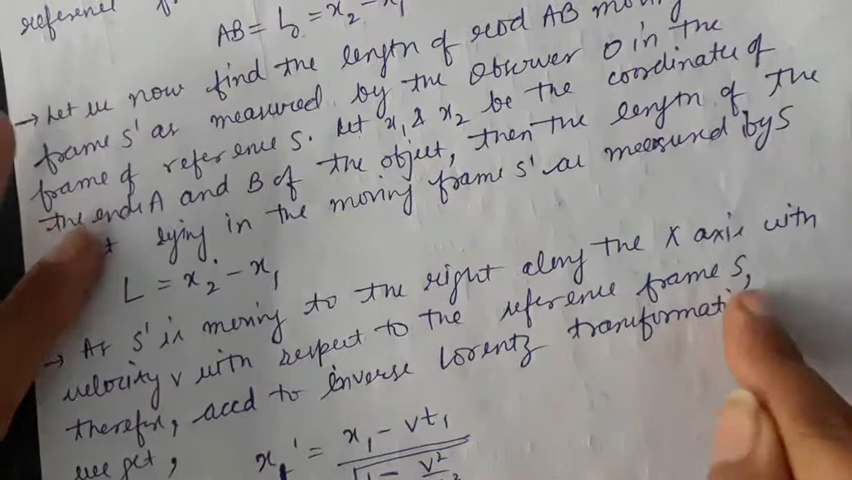 reference
AB = L₀ = x₂ - x₁
→ Let us now find the length of rod AB moving
frame S' as measured by the observer O in the
frame of reference S. Let x₁ & x₂ be the coordinate of
the ends A and B of the object, then the length of the
lying in the moving frame S' as measured by S
L = x₂ - x₁
→ As S' is moving to the right along the X axis with
velocity v with respect to the reference frame S,
therefore, accd to inverse Lorentz transformati
we get, x₁' = x₁ - vt₁ / √1 - v²